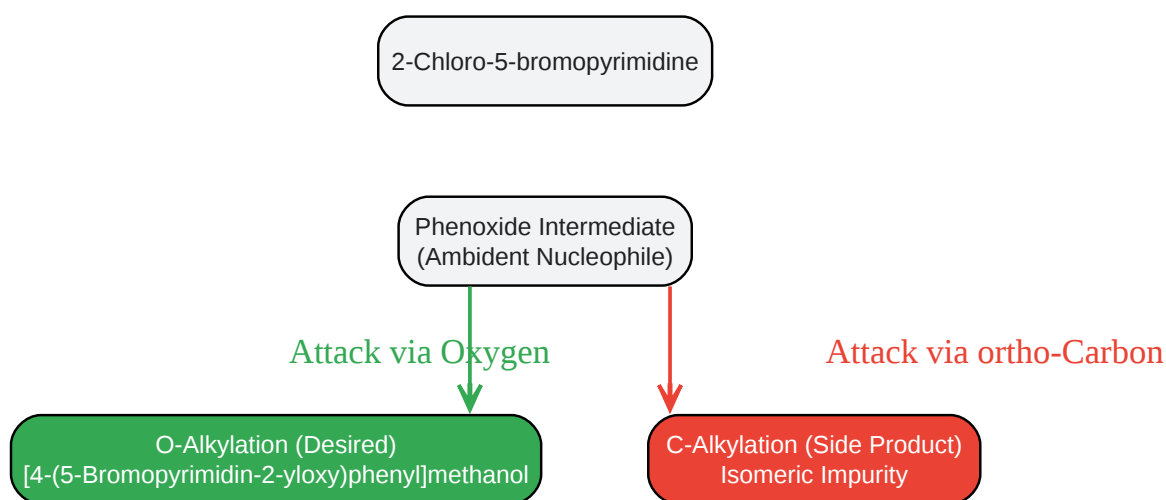 2-Chloro-5-bromopyrimidine
Phenoxide Intermediate
(Ambident Nucleophile)
Attack via Oxygen
Attack via ortho-Carbon
O-Alkylation (Desired)
[4-(5-Bromopyrimidin-2-yloxy)phenyl]methanol
C-Alkylation (Side Product)
Isomeric Impurity